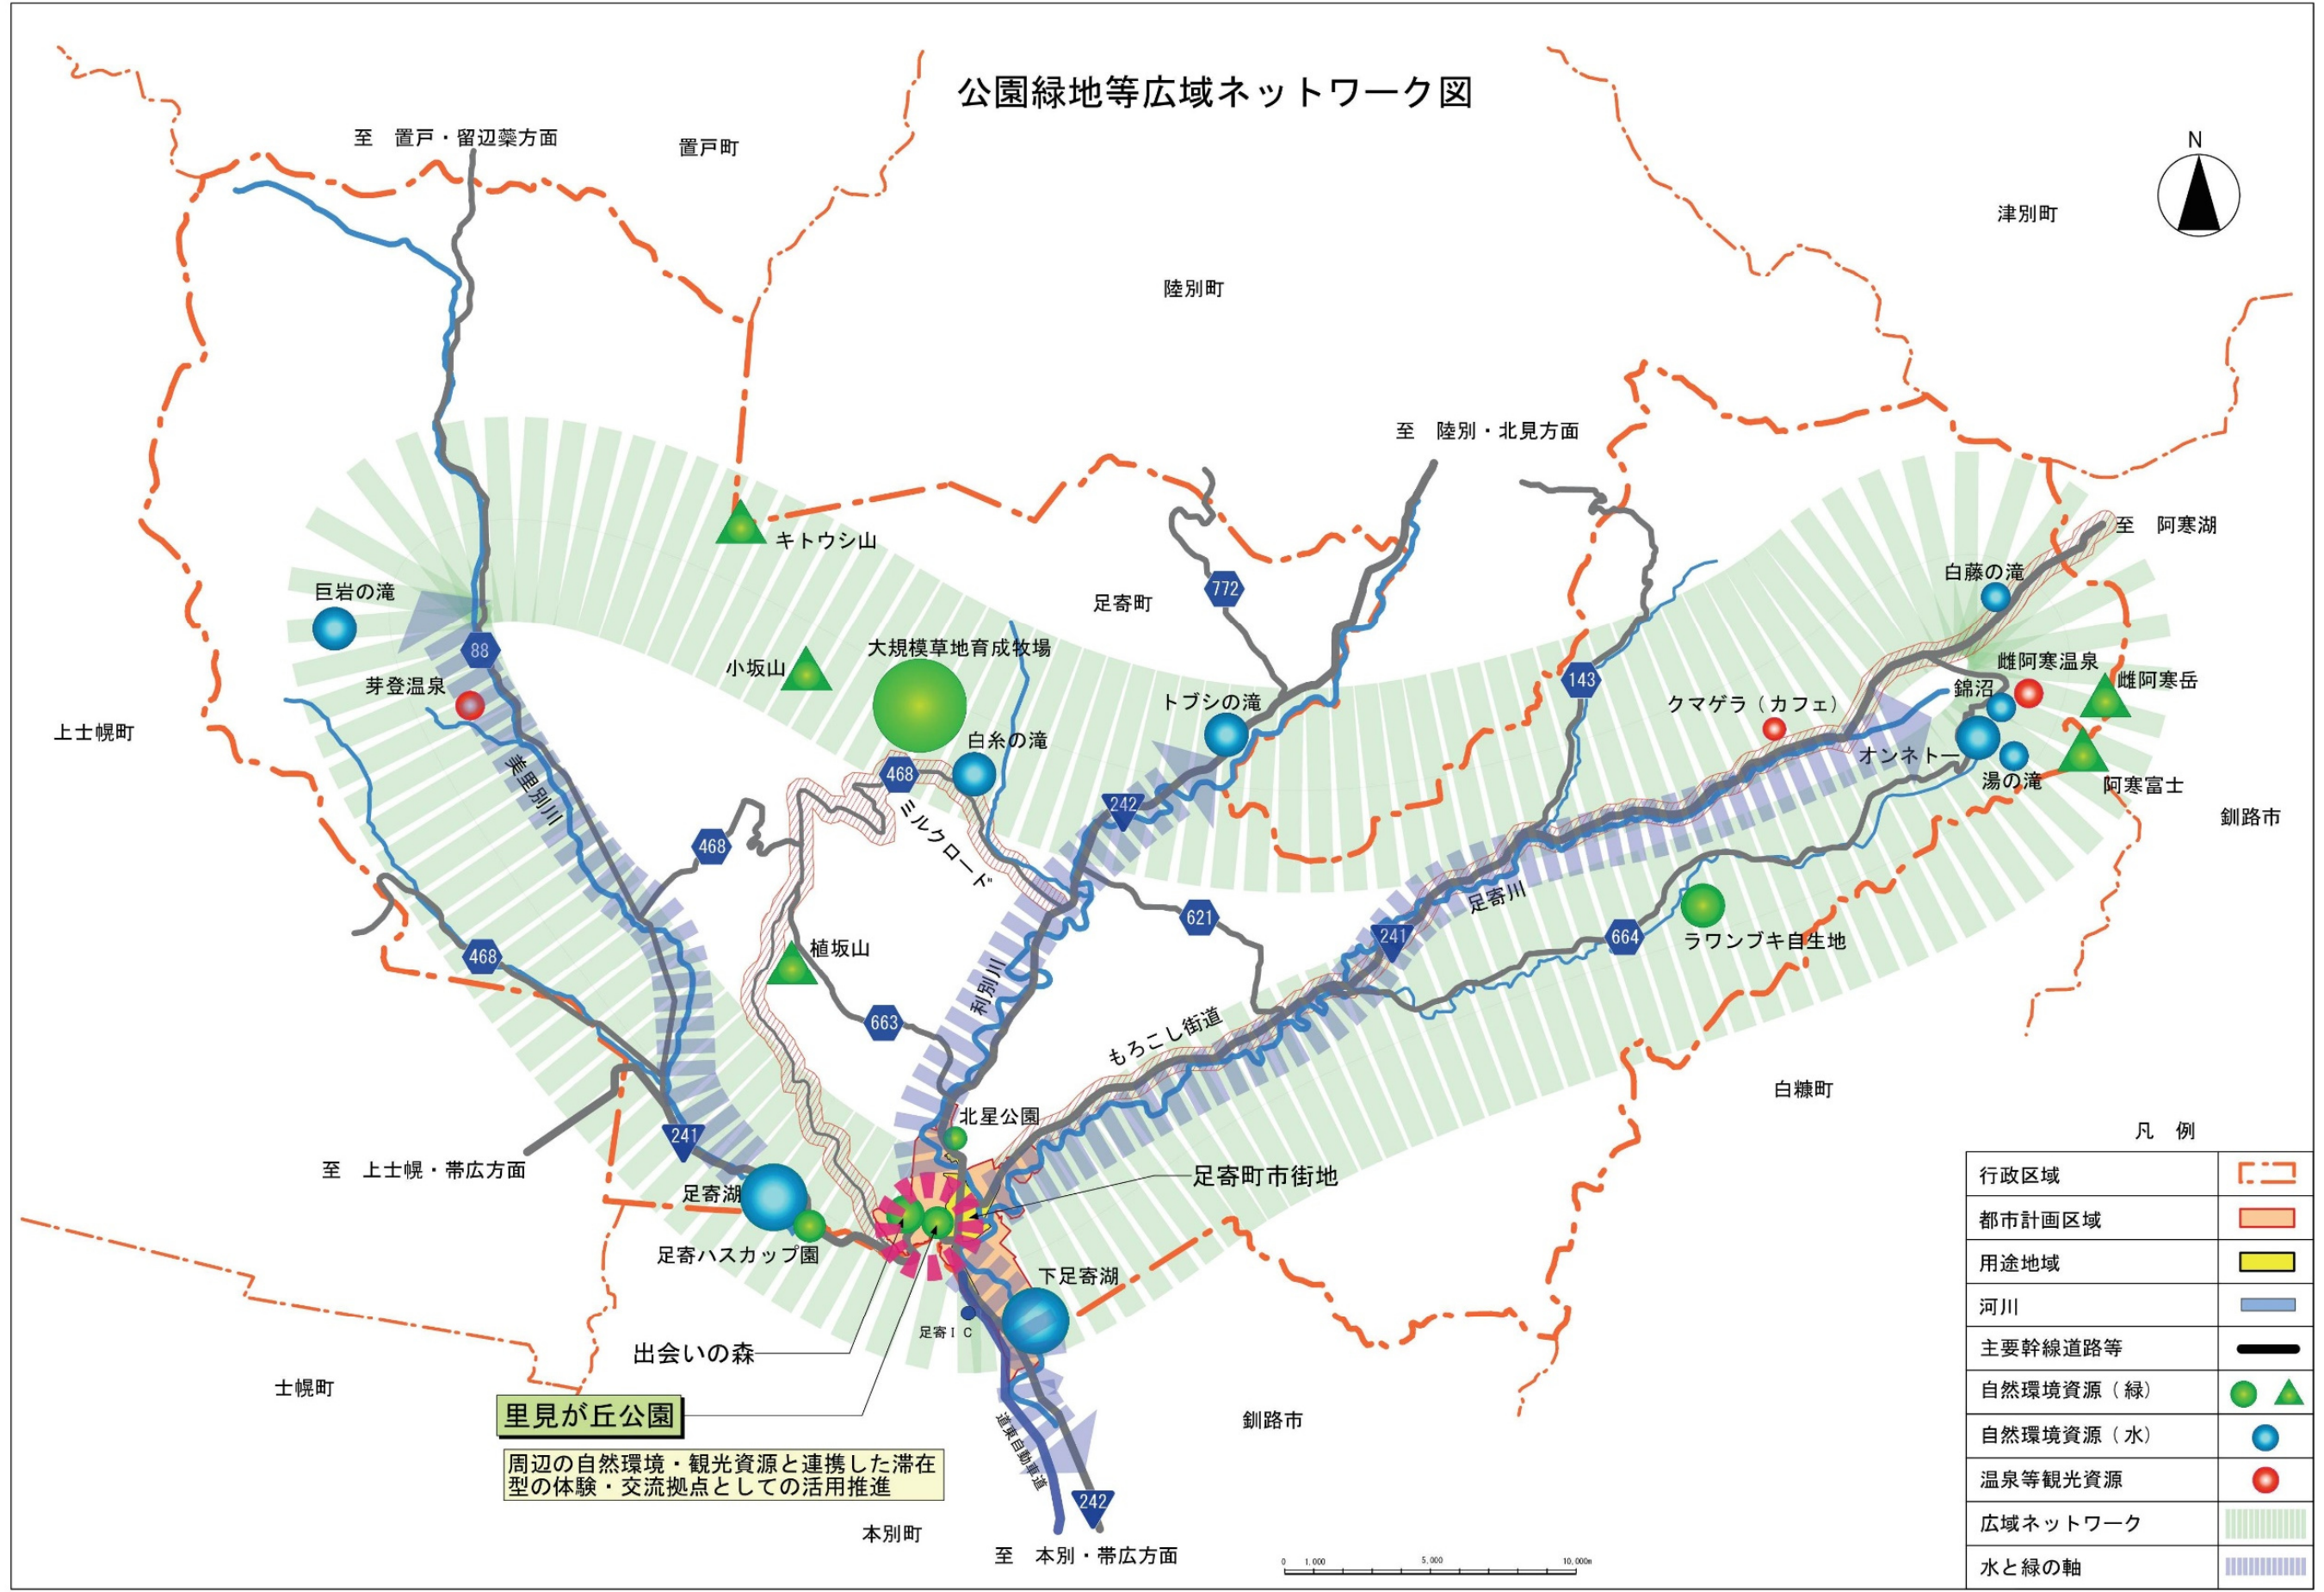 公園緑地等広域ネットワーク図
至 置戸・留辺蘂方面
置戸町
N
津別町
陸別町
至 陸別・北見方面
至 阿寒湖
キトウシ山
白藤の滝
巨岩の滝
772
足寄町
88
小坂山
大規模草地育成牧場
143
雌阿寒温泉
雌阿寒岳
芽登温泉
トブシの滝
クマゲラ（カフェ）
錦沼
上士幌町
白糸の滝
オンネトー
湯の滝
阿寒富士
468
ミルクロード
242
釧路市
美里別川
468
足寄川
621
241
664
ラワンブキ自生地
植坂山
468
利別川
663
もろこし街道
白糠町
北星公園
241
至 上士幌・帯広方面
足寄湖
足寄町市街地
足寄ハスカップ園
下足寄湖
足寄ＩＣ
出会いの森
士幌町
里見が丘公園
釧路市
道東自動車道
周辺の自然環境・観光資源と連携した滞在
型の体験・交流拠点としての活用推進
242
本別町
至 本別・帯広方面
0 1,000 5,000 10,000m
凡 例
行政区域
都市計画区域
用途地域
河川
主要幹線道路等
自然環境資源（緑）
自然環境資源（水）
温泉等観光資源
広域ネットワーク
水と緑の軸